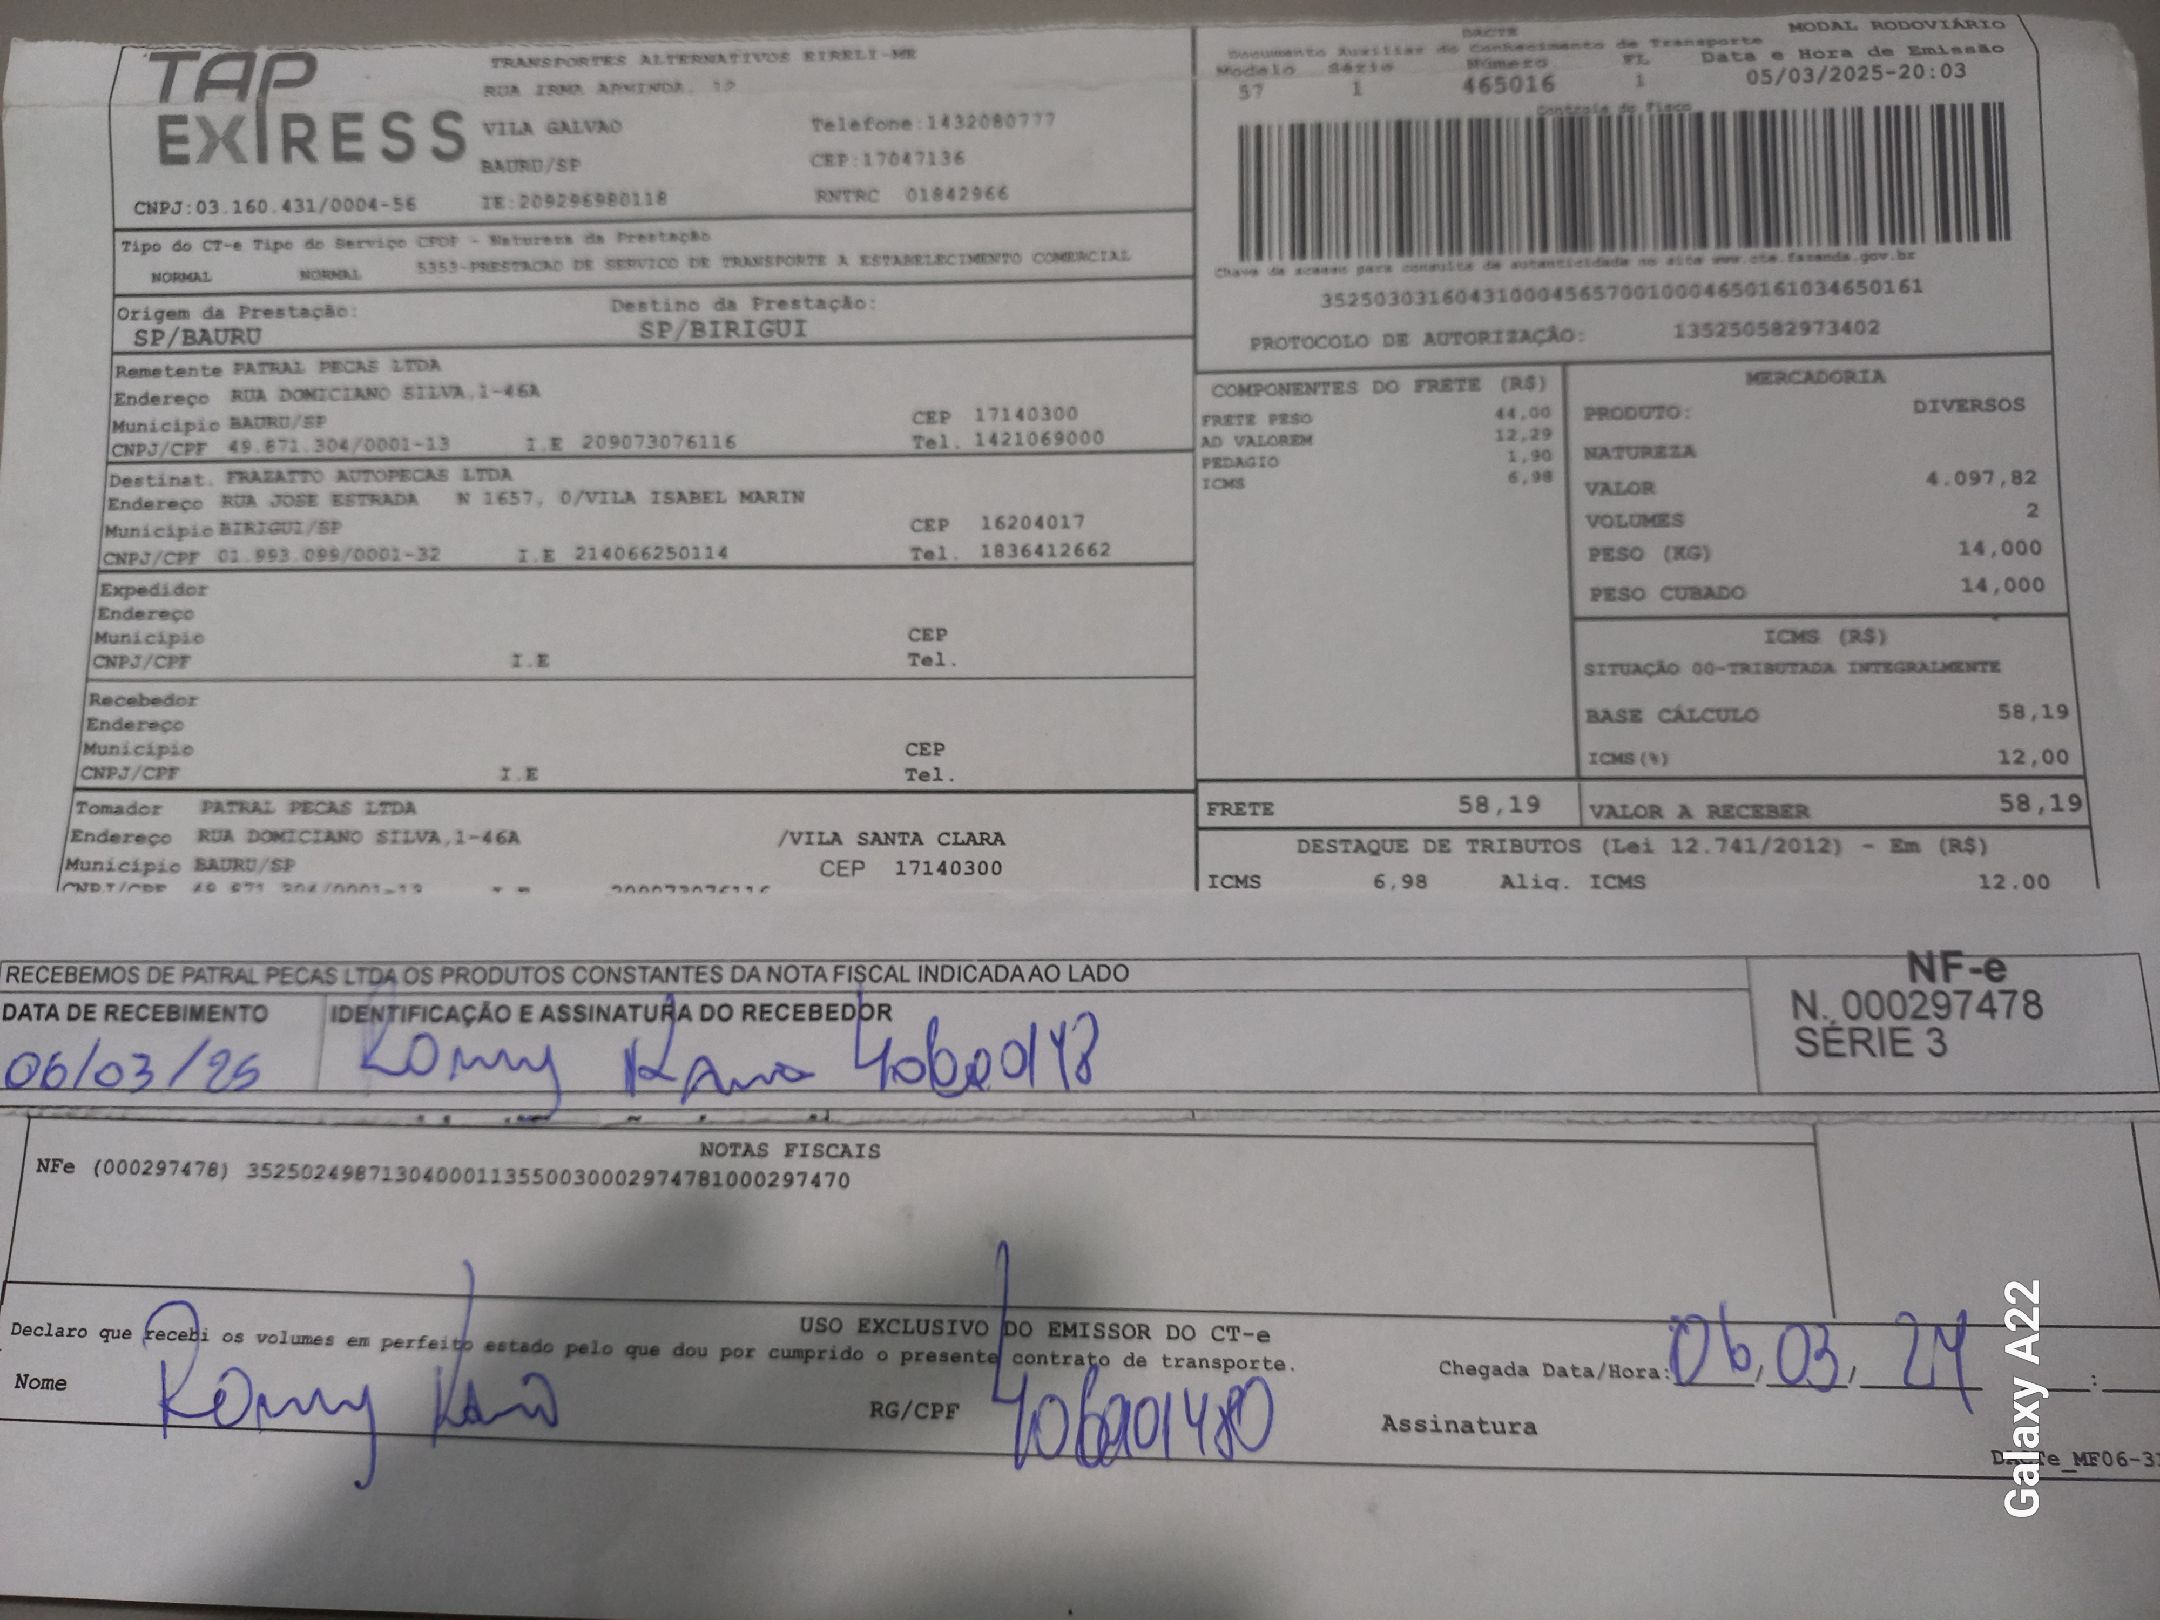 TAP EXPRESS
TRANSPORTES ALTERNATIVOS EIRELI-ME
RUA IRMA ARMINDA, 12
VILA GALVAO Telefone:1432080777
BAURU/SP CEP:17047136
CNPJ:03.160.431/0004-56 IE:209296980118 RNTRC 01842966
Tipo do CT-e Tipo do Serviço CFOP - Natureza da Prestação
NORMAL NORMAL 5353-PRESTACAO DE SERVICO DE TRANSPORTE A ESTABELECIMENTO COMERCIAL
Origem da Prestação: Destino da Prestação:
SP/BAURU SP/BIRIGUI
Remetente PATRAL PECAS LTDA
Endereço RUA DOMICIANO SILVA,1-46A
Município BAURU/SP CEP 17140300
CNPJ/CPF 49.871.304/0001-13 I.E 209073076116 Tel. 1421069000
Destinat. FRAZATTO AUTOPECAS LTDA
Endereço RUA JOSE ESTRADA N 1657, 0/VILA ISABEL MARIN
Município BIRIGUI/SP CEP 16204017
CNPJ/CPF 01.993.099/0001-32 I.E 214066250114 Tel. 1836412662
Expedidor
Endereço
Município CEP
CNPJ/CPF I.E Tel.
Recebedor
Endereço
Município CEP
CNPJ/CPF I.E Tel.
Tomador PATRAL PECAS LTDA
Endereço RUA DOMICIANO SILVA,1-46A /VILA SANTA CLARA
Município BAURU/SP CEP 17140300
CNPJ/CPF 49.871.304/0001-13 I.E 209073076116
DACTE MODAL RODOVIÁRIO
Documento Auxiliar do Conhecimento de Transporte
Modelo Série Número FL Data e Hora de Emissão
57 1 465016 1 05/03/2025-20:03
Controle do Fisco
Chave de acesso para consulta de autenticidade no site www.cte.fazenda.gov.br
35250303160431000456570010004650161034650161
PROTOCOLO DE AUTORIZAÇÃO: 135250582973402
COMPONENTES DO FRETE (R$)
FRETE PESO 44,00
AD VALOREM 12,29
PEDAGIO 1,90
ICMS 6,98
MERCADORIA
PRODUTO: DIVERSOS
NATUREZA
VALOR 4.097,82
VOLUMES 2
PESO (KG) 14,000
PESO CUBADO 14,000
ICMS (R$)
SITUAÇÃO 00-TRIBUTADA INTEGRALMENTE
BASE CÁLCULO 58,19
ICMS(%) 12,00
FRETE 58,19 VALOR A RECEBER 58,19
DESTAQUE DE TRIBUTOS (Lei 12.741/2012) - Em (R$)
ICMS 6,98 Aliq. ICMS 12.00
RECEBEMOS DE PATRAL PECAS LTDA OS PRODUTOS CONSTANTES DA NOTA FISCAL INDICADA AO LADO
DATA DE RECEBIMENTO IDENTIFICAÇÃO E ASSINATURA DO RECEBEDOR
06/03/25
NF-e
N. 000297478
SÉRIE 3
NOTAS FISCAIS
NFe (000297478) 35250249871304000113550030002974781000297470
USO EXCLUSIVO DO EMISSOR DO CT-e
Declaro que recebi os volumes em perfeito estado pelo que dou por cumprido o presente contrato de transporte.
Chegada Data/Hora: 06/03/24 :
Nome RG/CPF Assinatura
Galaxy A22